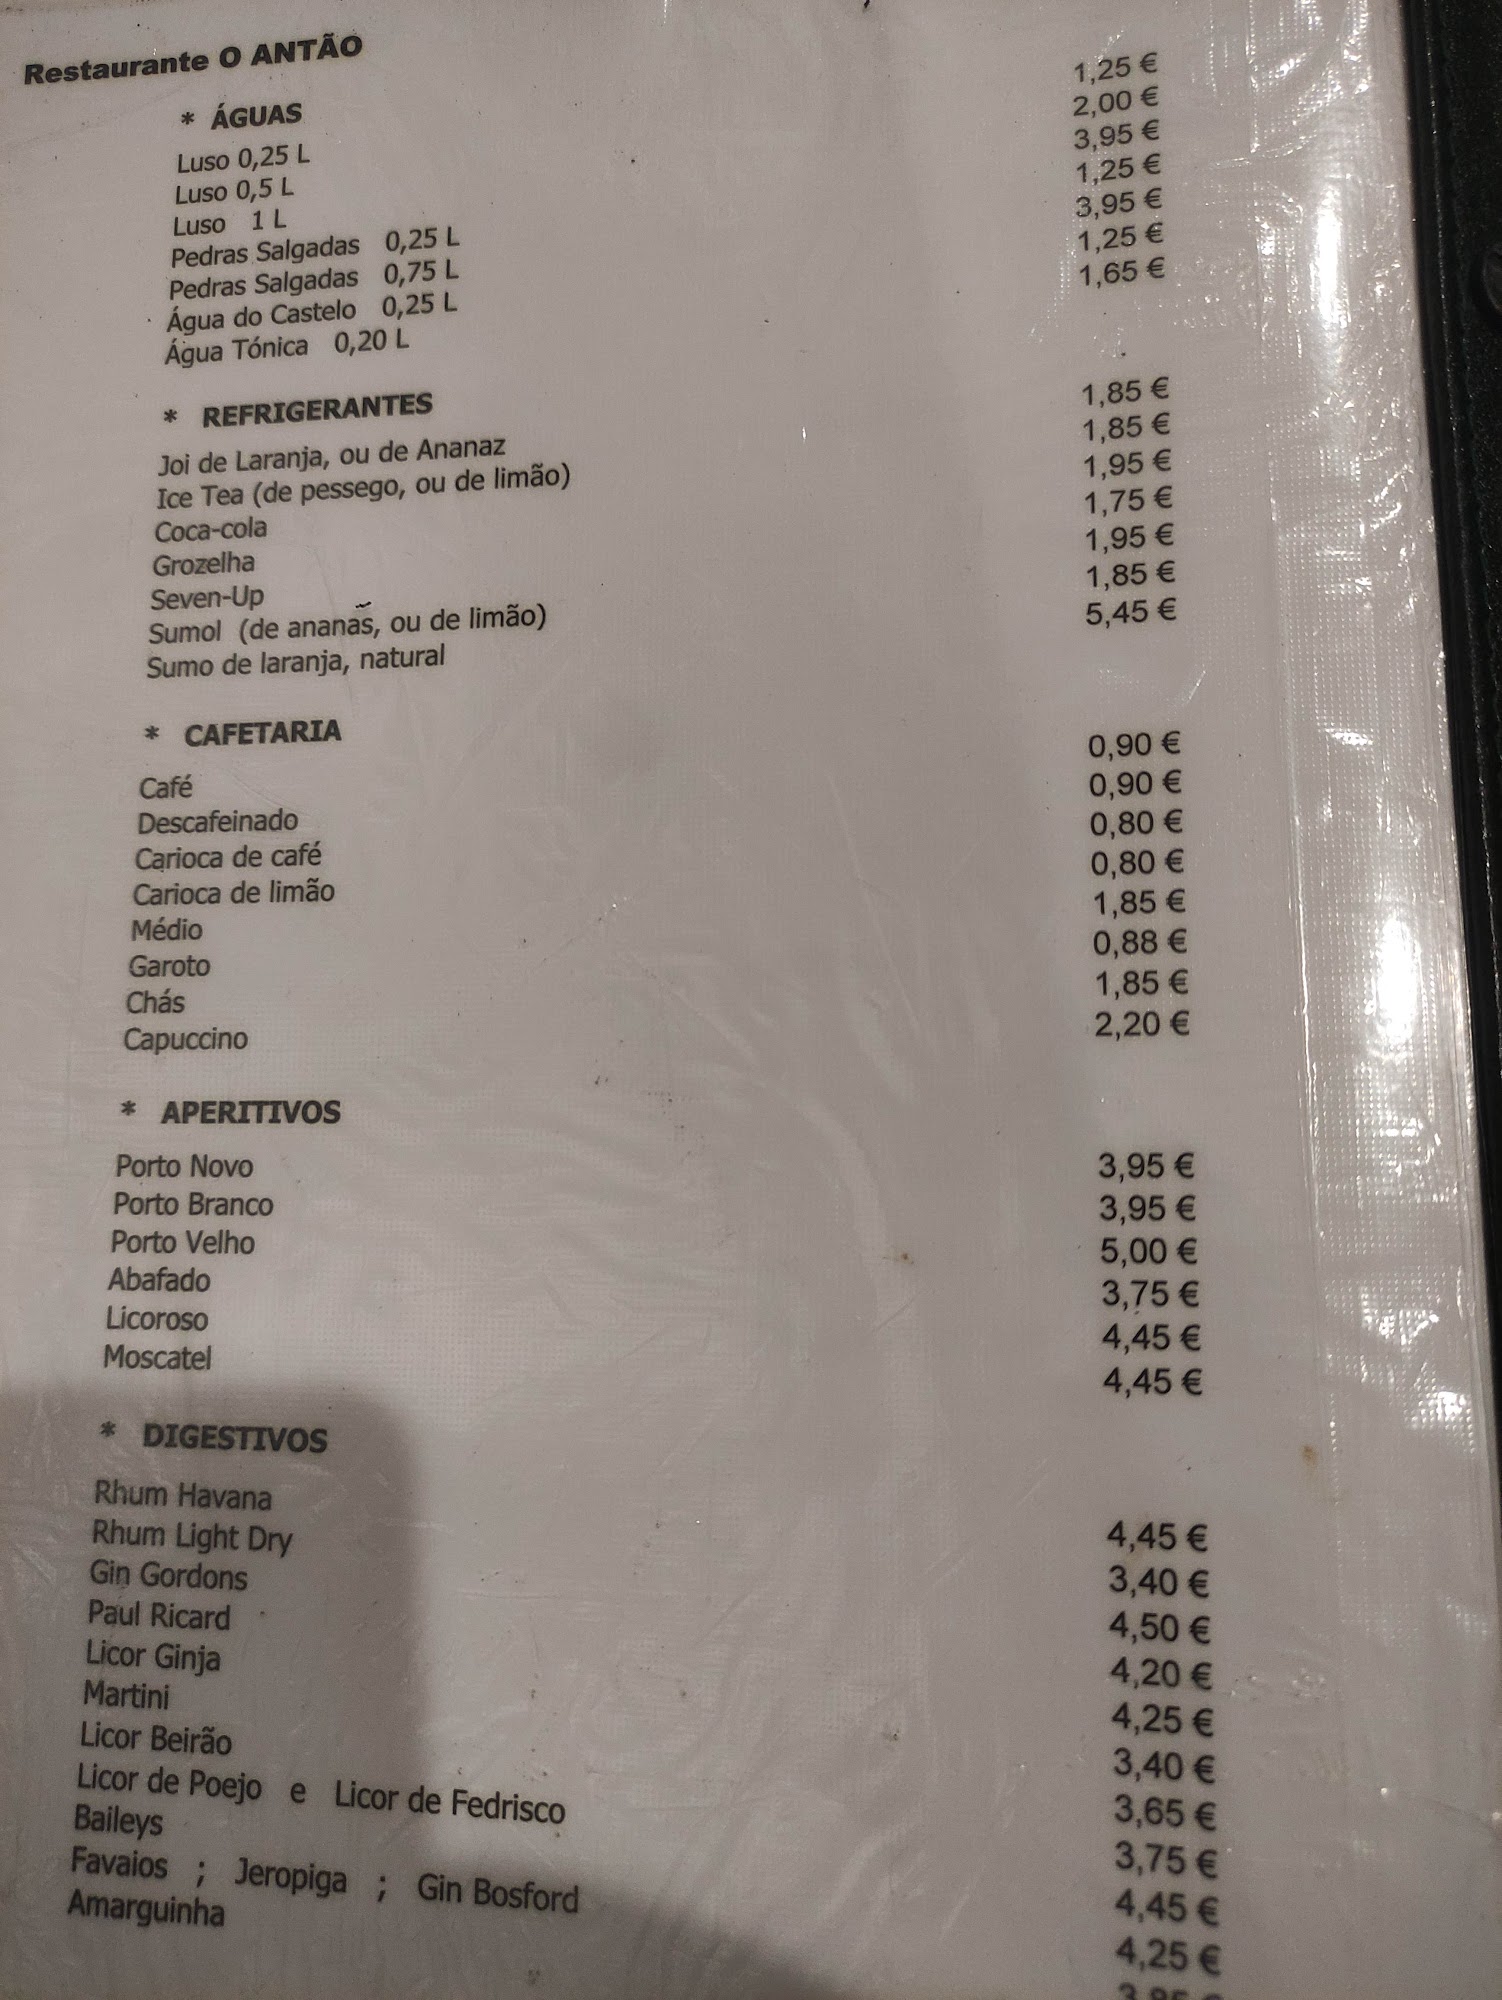 Restaurante O ANTÃO
* ÁGUAS
Luso 0,25 L 1,25 €
Luso 0,5 L 2,00 €
Luso 1 L 3,95 €
Pedras Salgadas 0,25 L 1,25 €
Pedras Salgadas 0,75 L 3,95 €
Água do Castelo 0,25 L 1,25 €
Água Tónica 0,20 L 1,65 €
* REFRIGERANTES
Joi de Laranja, ou de Ananaz 1,85 €
Ice Tea (de pessego, ou de limão) 1,85 €
Coca-cola 1,95 €
Grozelha 1,75 €
Seven-Up 1,95 €
Sumol (de ananas, ou de limão) 1,85 €
Sumo de laranja, natural 5,45 €
* CAFETARIA
Café 0,90 €
Descafeinado 0,90 €
Carioca de café 0,80 €
Carioca de limão 0,80 €
Médio 1,85 €
Garoto 0,88 €
Chás 1,85 €
Capuccino 2,20 €
* APERITIVOS
Porto Novo 3,95 €
Porto Branco 3,95 €
Porto Velho 5,00 €
Abafado 3,75 €
Licoroso 4,45 €
Moscatel 4,45 €
* DIGESTIVOS
Rhum Havana 4,45 €
Rhum Light Dry 3,40 €
Gin Gordons 4,50 €
Paul Ricard 4,20 €
Licor Ginja 4,25 €
Martini 3,40 €
Licor Beirão 3,65 €
Licor de Poejo e Licor de Fedrisco 3,75 €
Baileys 4,45 €
Favaios ; Jeropiga ; Gin Bosford 4,25 €
Amarguinha